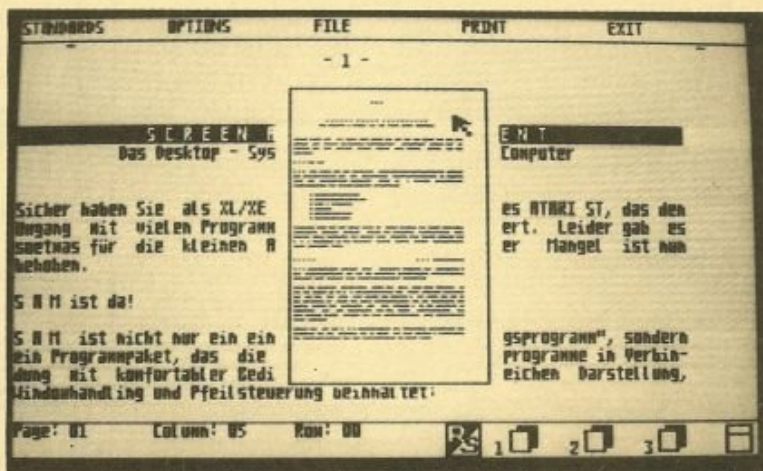 STANDARDS OPTIONS FILE PRINT EXIT
- 1 -
SCREEN A ENT
Das Desktop - Sys Computer
Sicher haben Sie als XL/XE es ATARI ST, das den
Umgang mit vielen Programm ert. Leider gab es
soetwas für die kleinen A er Mangel ist nun
behoben.
S A M ist da!
S A M ist nicht nur ein ein gsprogramm", sondern
ein Programmpaket, das die programme in Verbin-
dung mit komfortabler Bedi eichen Darstellung,
Windowhandling und Pfeilsteuerung beinhaltet:
Page: 01 Column: 05 Row: 00 1 2 3